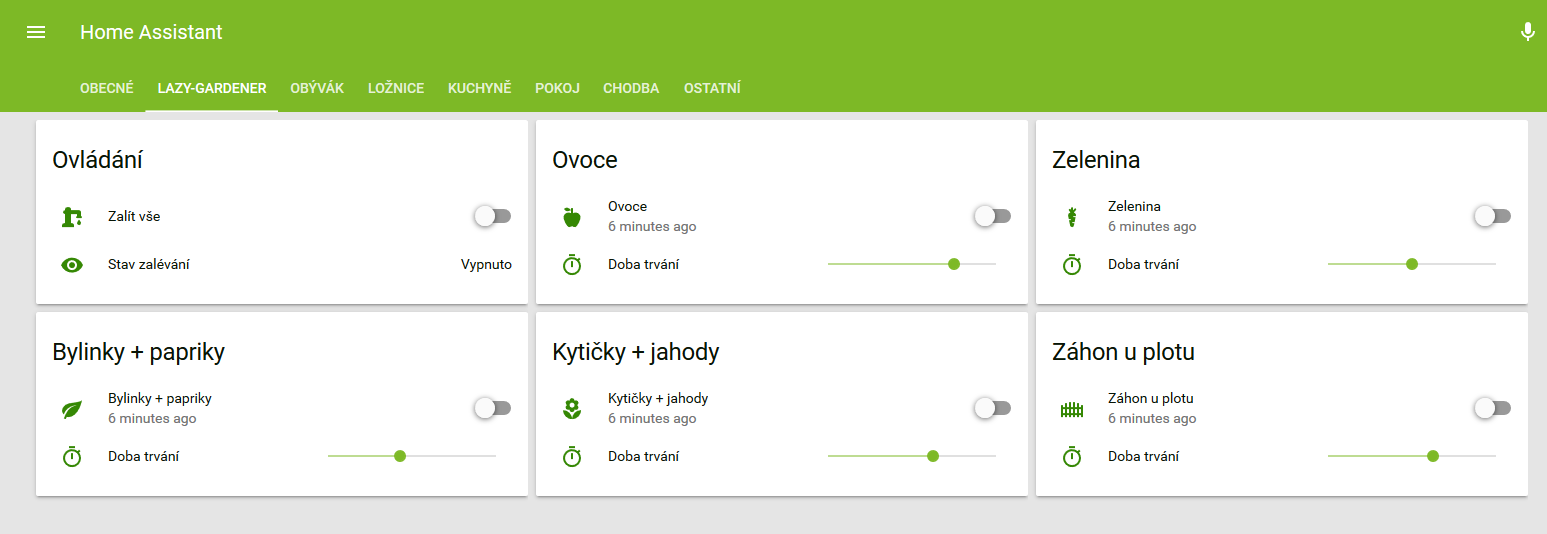 Home Assistant
OBECNÉ LAZY-GARDENER OBÝVÁK LOŽNICE KUCHYNĚ POKOJ CHODBA OSTATNÍ
Ovládání
Zalít vše
Stav zalévání Vypnuto
Ovoce
Ovoce
6 minutes ago
Doba trvání
Zelenina
Zelenina
6 minutes ago
Doba trvání
Bylinky + papriky
Bylinky + papriky
6 minutes ago
Doba trvání
Kytičky + jahody
Kytičky + jahody
6 minutes ago
Doba trvání
Záhon u plotu
Záhon u plotu
6 minutes ago
Doba trvání